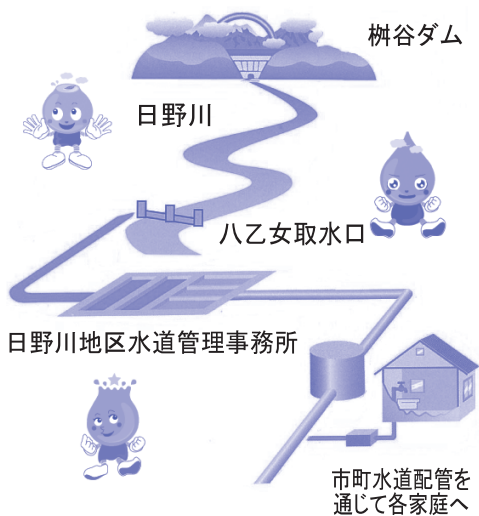 桝谷ダム
日野川
八乙女取水口
日野川地区水道管理事務所
市町水道配管を
通じて各家庭へ